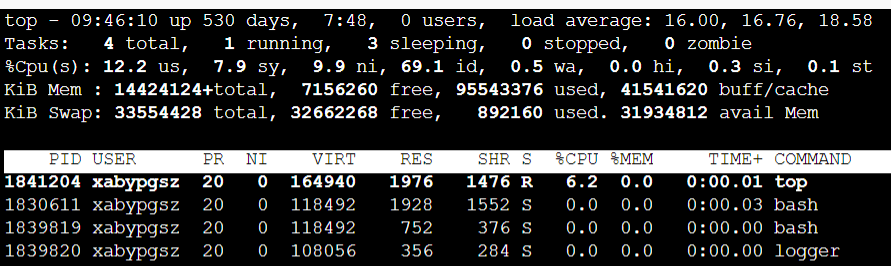 top - 09:46:10 up 530 days,  7:48,  0 users,  load average: 16.00, 16.76, 18.58
Tasks:   4 total,   1 running,   3 sleeping,   0 stopped,   0 zombie
%Cpu(s): 12.2 us,  7.9 sy,  9.9 ni, 69.1 id,  0.5 wa,  0.0 hi,  0.3 si,  0.1 st
KiB Mem : 14424124+total,  7156260 free, 95543376 used, 41541620 buff/cache
KiB Swap: 33554428 total, 32662268 free,   892160 used. 31934812 avail Mem
PID USER PR NI VIRT RES SHR S %CPU %MEM TIME+ COMMAND
1841204 xabypgsz 20 0 164940 1976 1476 R 6.2 0.0 0:00.01 top
1830611 xabypgsz 20 0 118492 1928 1552 S 0.0 0.0 0:00.03 bash
1839819 xabypgsz 20 0 118492 752 376 S 0.0 0.0 0:00.00 bash
1839820 xabypgsz 20 0 108056 356 284 S 0.0 0.0 0:00.00 logger